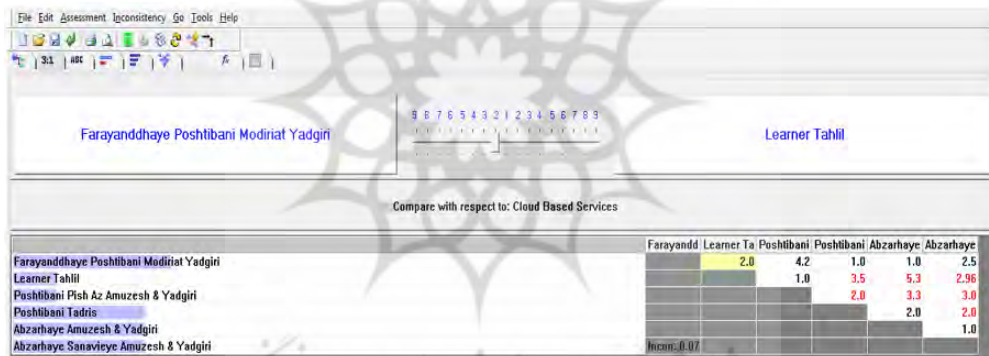 File Edit Assessment Inconsistency Go Tools Help
3:1 ABC
9 8 7 6 5 4 3 2 1 2 3 4 5 6 7 8 9
Farayanddhaye Poshtibani Modiriat Yadgiri
Learner Tahlil
Compare with respect to: Cloud Based Services
Farayandd Learner Ta Poshtibani Poshtibani Abzarhaye Abzarhaye
Farayanddhaye Poshtibani Modiriat Yadgiri 2.0 4.2 1.0 1.0 2.5
Learner Tahlil 1.0 3.5 5.3 2.96
Poshtibani Pish Az Amuzesh & Yadgiri 2.0 3.3 3.0
Poshtibani Tadris 2.0 2.0
Abzarhaye Amuzesh & Yadgiri 1.0
Abzarhaye Sanavieye Amuzesh & Yadgiri Incon: 0.07